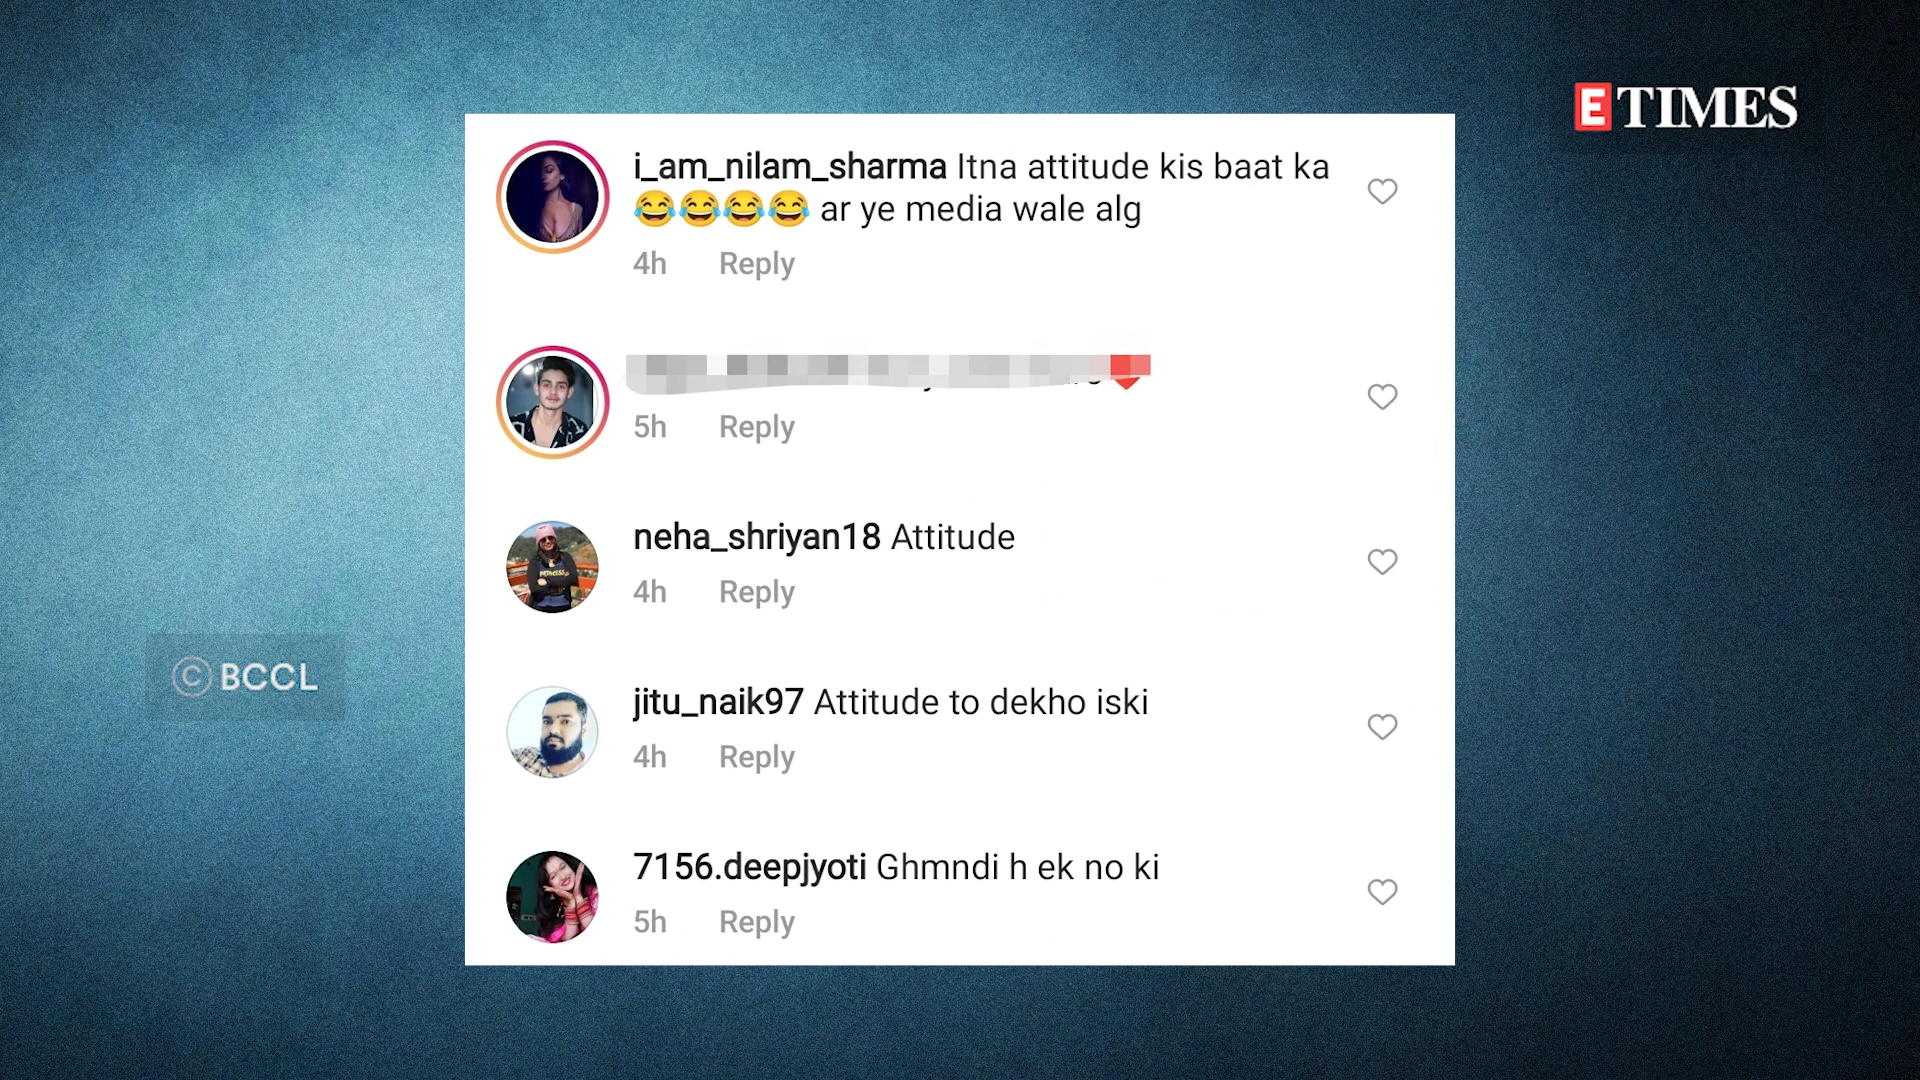 ETIMES
i_am_nilam_sharma Itna attitude kis baat ka
😂😂😂😂 ar ye media wale alg
4h Reply
5h Reply
neha_shriyan18 Attitude
4h Reply
jitu_naik97 Attitude to dekho iski
4h Reply
7156.deepjyoti Ghmndi h ek no ki
5h Reply
© BCCL